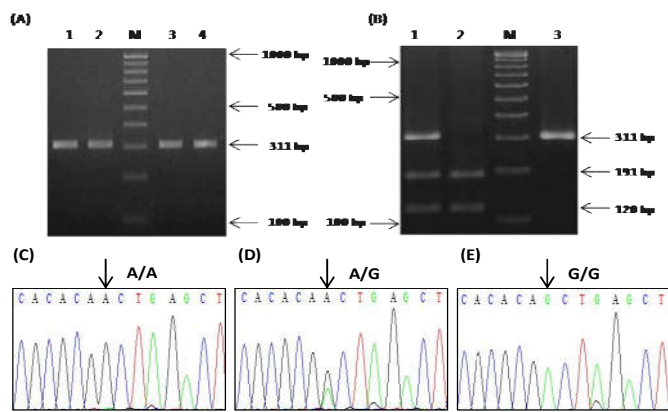 (A)
1 2 M 3 4
1000 bp
500 bp
311 bp
100 bp
(B)
1 2 M 3
1000 bp
500 bp
311 bp
191 bp
120 bp
100 bp
(C) A/A
C A C A C A A C T G A G C T
(D) A/G
C A C A C A A C T G A G C T
(E) G/G
C A C A C A G C T G A G C T